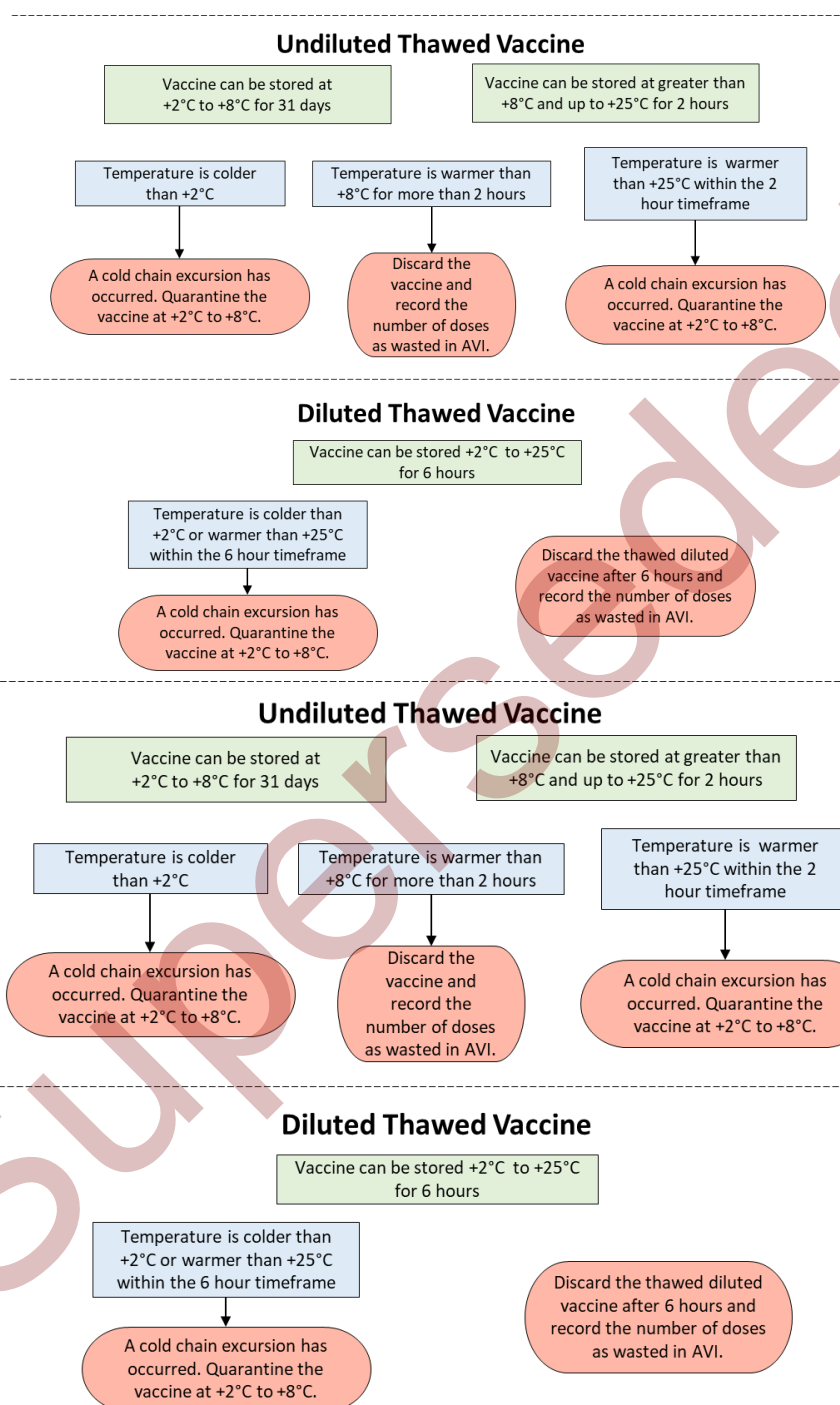 Undiluted Thawed Vaccine
Vaccine can be stored at
+2°C to +8°C for 31 days
Vaccine can be stored at greater than
+8°C and up to +25°C for 2 hours
Temperature is colder
than +2°C
Temperature is warmer than
+8°C for more than 2 hours
Temperature is warmer
than +25°C within the 2
hour timeframe
A cold chain excursion has
occurred. Quarantine the
vaccine at +2°C to +8°C.
Discard the
vaccine and
record the
number of doses
as wasted in AVI.
A cold chain excursion has
occurred. Quarantine the
vaccine at +2°C to +8°C.
Diluted Thawed Vaccine
Vaccine can be stored +2°C to +25°C
for 6 hours
Temperature is colder than
+2°C or warmer than +25°C
within the 6 hour timeframe
A cold chain excursion has
occurred. Quarantine the
vaccine at +2°C to +8°C.
Discard the thawed diluted
vaccine after 6 hours and
record the number of doses
as wasted in AVI.
Undiluted Thawed Vaccine
Vaccine can be stored at
+2°C to +8°C for 31 days
Vaccine can be stored at greater than
+8°C and up to +25°C for 2 hours
Temperature is colder
than +2°C
Temperature is warmer than
+8°C for more than 2 hours
Temperature is warmer
than +25°C within the 2
hour timeframe
A cold chain excursion has
occurred. Quarantine the
vaccine at +2°C to +8°C.
Discard the
vaccine and
record the
number of doses
as wasted in AVI.
A cold chain excursion has
occurred. Quarantine the
vaccine at +2°C to +8°C.
Diluted Thawed Vaccine
Vaccine can be stored +2°C to +25°C
for 6 hours
Temperature is colder than
+2°C or warmer than +25°C
within the 6 hour timeframe
A cold chain excursion has
occurred. Quarantine the
vaccine at +2°C to +8°C.
Discard the thawed diluted
vaccine after 6 hours and
record the number of doses
as wasted in AVI.
Superseded